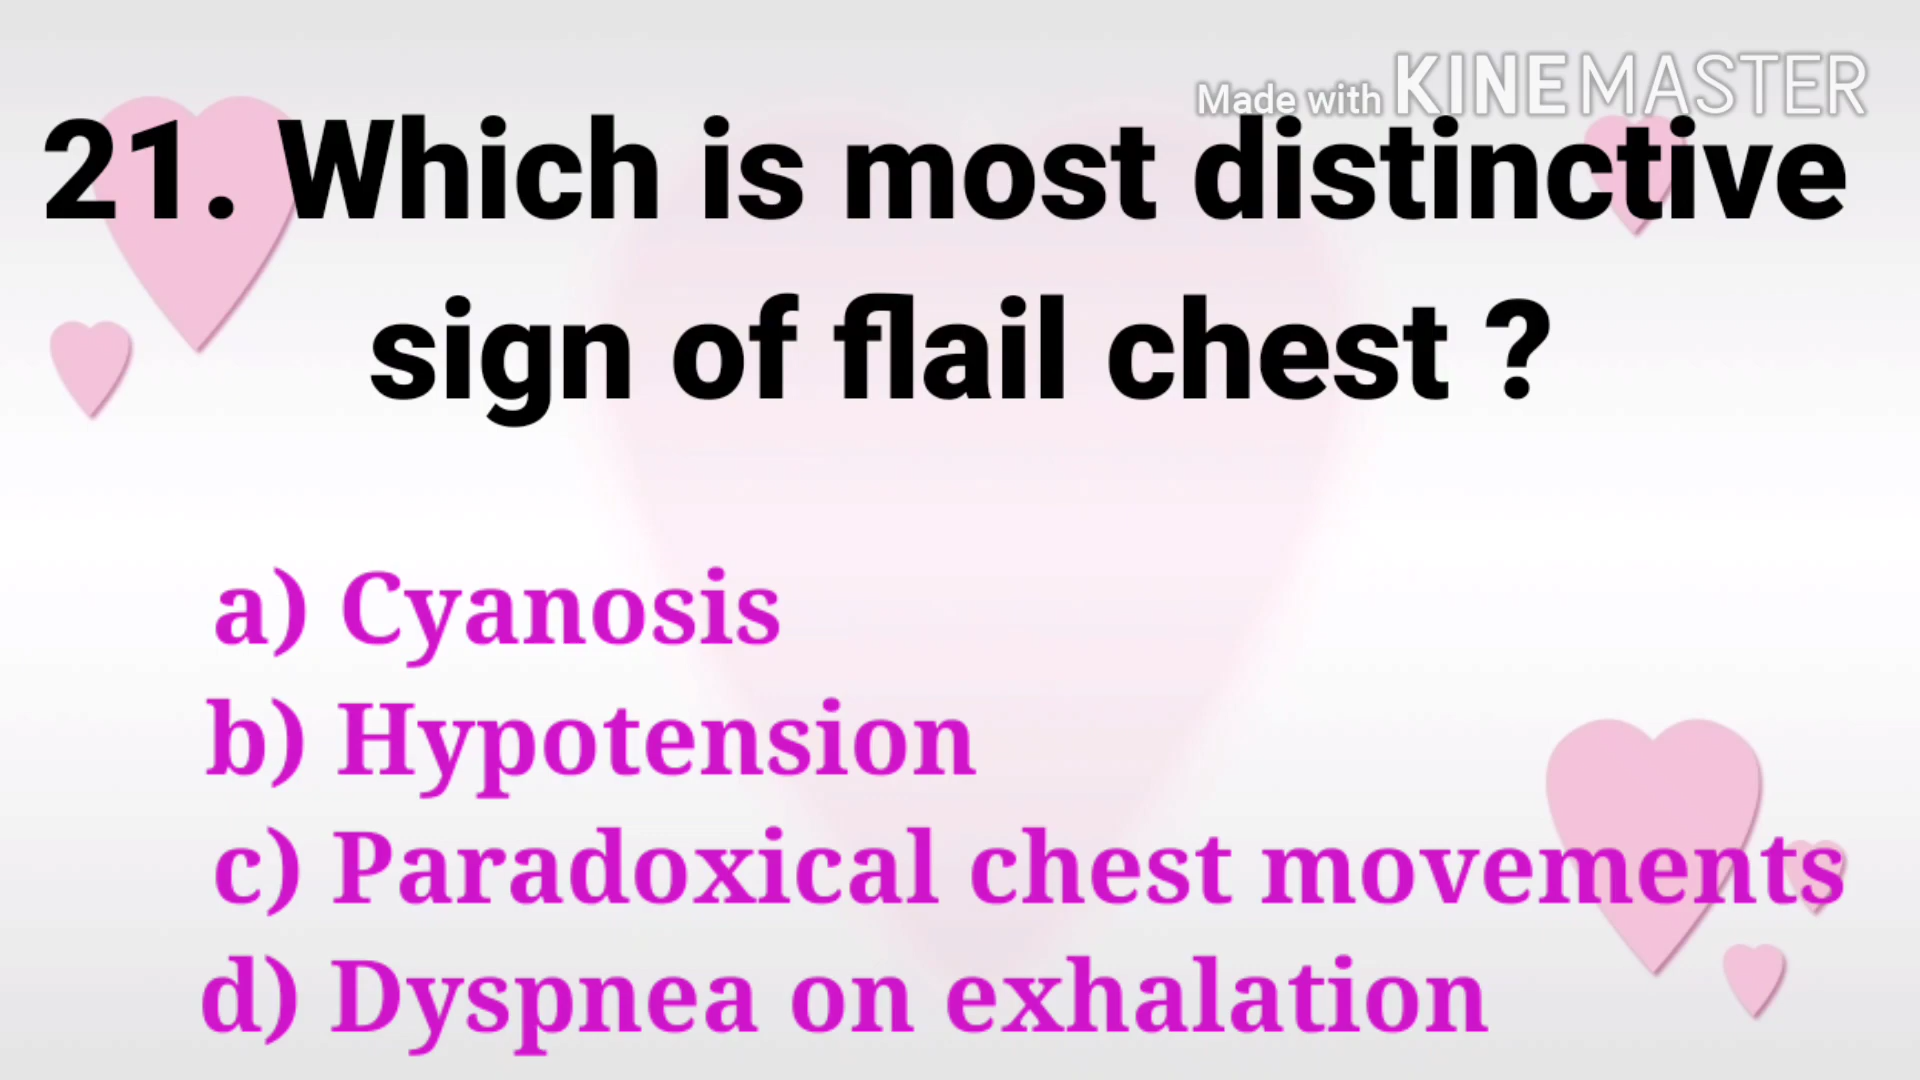 Made with KINEMASTER
21. Which is most distinctive
sign of flail chest ?
a) Cyanosis
b) Hypotension
c) Paradoxical chest movements
d) Dyspnea on exhalation